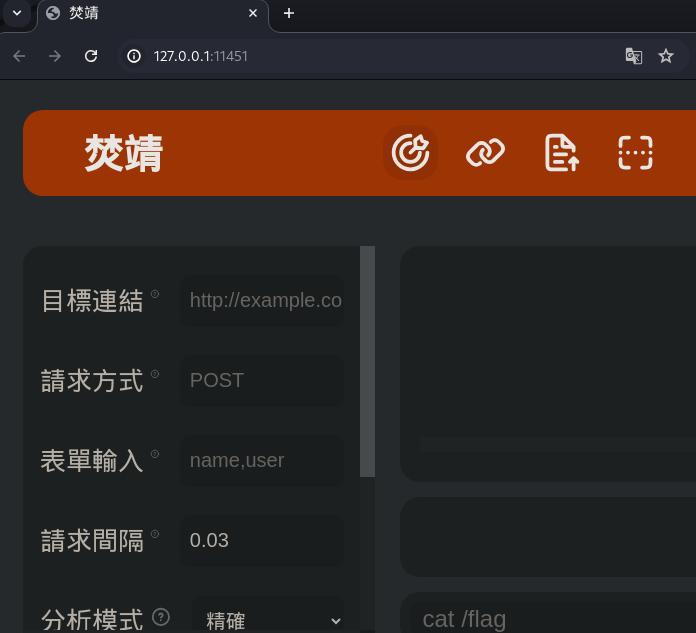 焚靖
127.0.0.1:11451
焚靖
目標連結 http://example.co
請求方式 POST
表單輸入 name,user
請求間隔 0.03
分析模式 精確
cat /flag